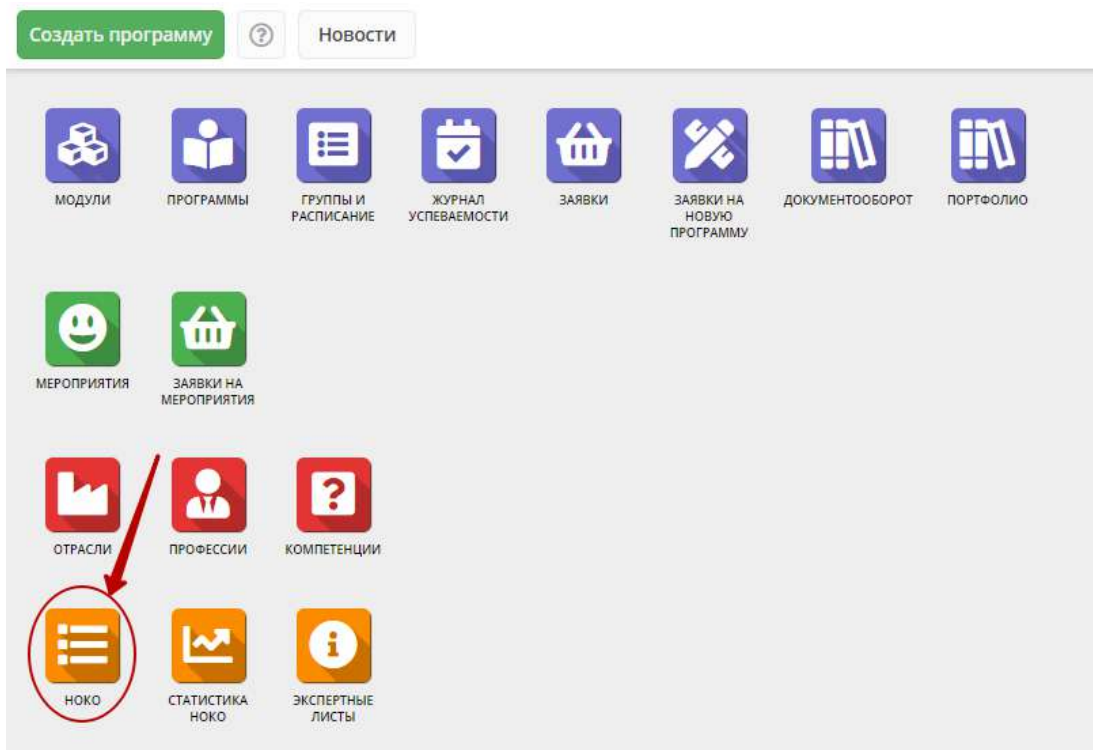 Создать программу
?
Новости
МОДУЛИ
ПРОГРАММЫ
ГРУППЫ И
РАСПИСАНИЕ
ЖУРНАЛ
УСПЕВАЕМОСТИ
ЗАЯВКИ
ЗАЯВКИ НА
НОВУЮ
ПРОГРАММУ
ДОКУМЕНТООБОРОТ
ПОРТФОЛИО
МЕРОПРИЯТИЯ
ЗАЯВКИ НА
МЕРОПРИЯТИЯ
?
ОТРАСЛИ
ПРОФЕССИИ
КОМПЕТЕНЦИИ
i
НОКО
СТАТИСТИКА
НОКО
ЭКСПЕРТНЫЕ
ЛИСТЫ